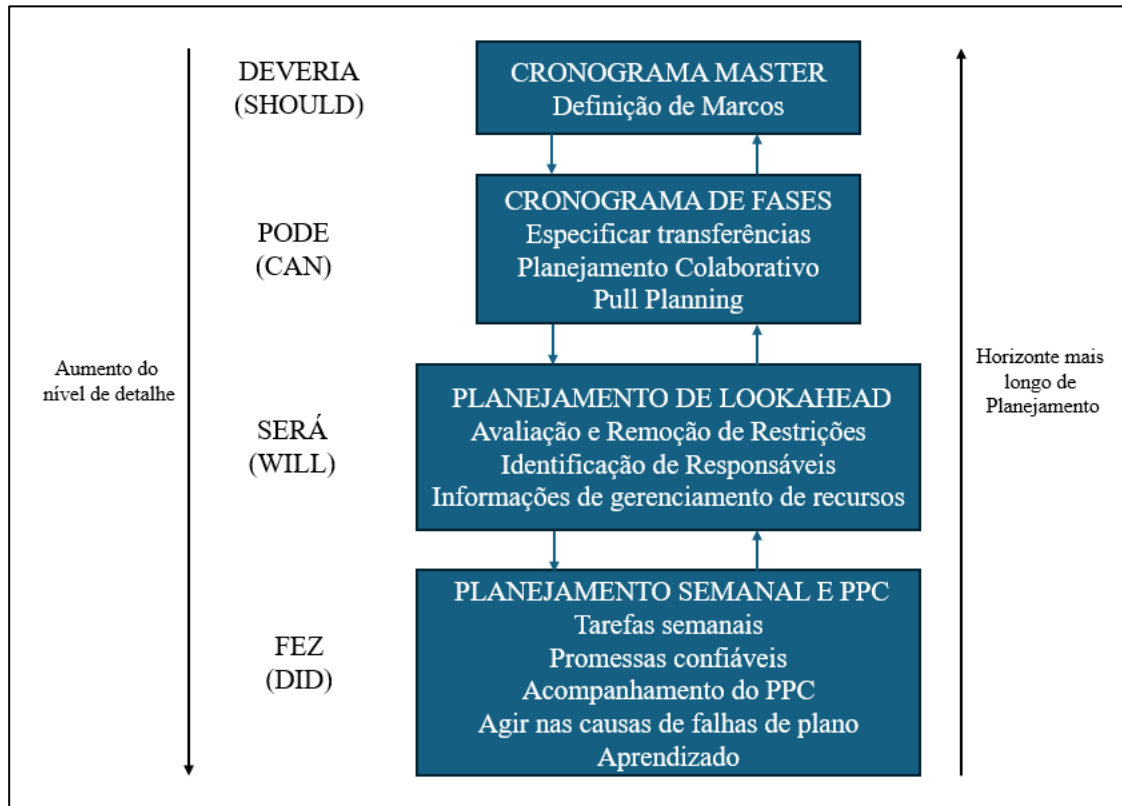 DEVERIA
(SHOULD)
CRONOGRAMA MASTER
Definição de Marcos
PODE
(CAN)
CRONOGRAMA DE FASES
Especificar transferências
Planejamento Colaborativo
Pull Planning
Aumento do
nível de detalhe
SERÁ
(WILL)
PLANEJAMENTO DE LOOKAHEAD
Avaliação e Remoção de Restrições
Identificação de Responsáveis
Informações de gerenciamento de recursos
Horizonte mais
longo de
Planejamento
FEZ
(DID)
PLANEJAMENTO SEMANAL E PPC
Tarefas semanais
Promessas confiáveis
Acompanhamento do PPC
Agir nas causas de falhas de plano
Aprendizado